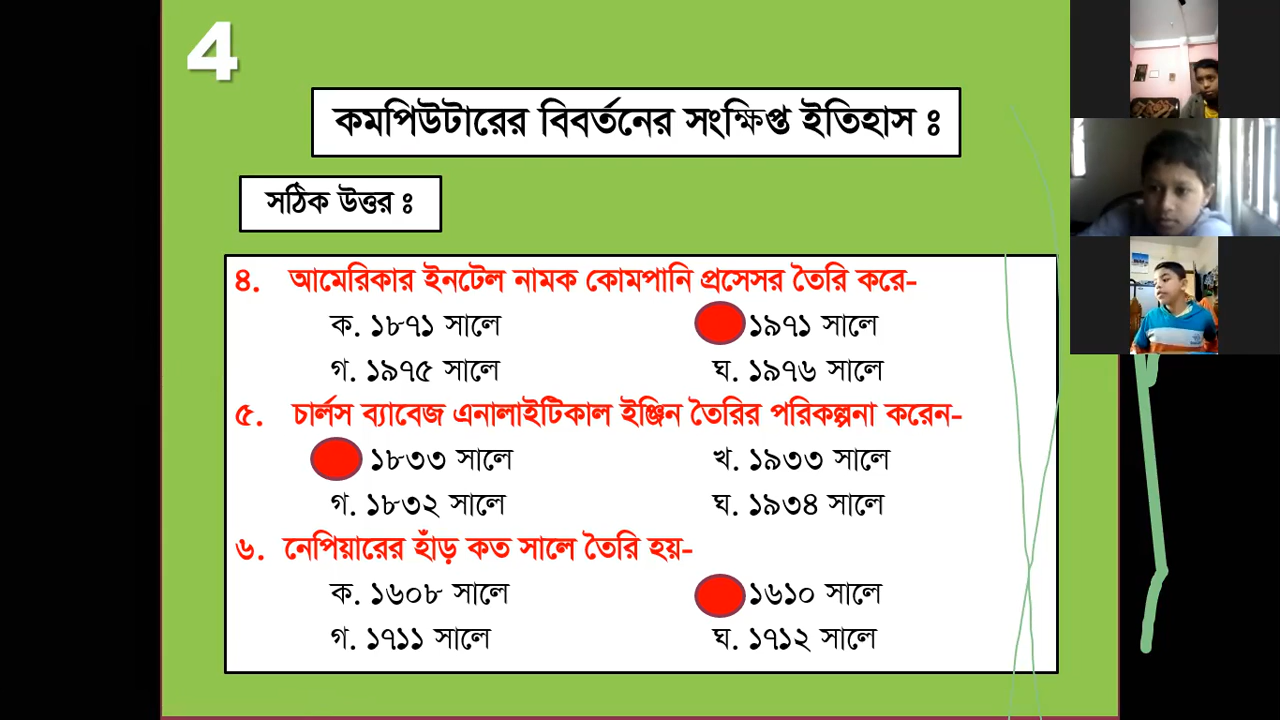 4
কমপিউটারের বিবর্তনের সংক্ষিপ্ত ইতিহাস ঃ
সঠিক উত্তর ঃ
৪. আমেরিকার ইনটেল নামক কোমপানি প্রসেসর তৈরি করে-
ক. ১৮৭১ সালে ১৯৭১ সালে
গ. ১৯৭৫ সালে ঘ. ১৯৭৬ সালে
৫. চার্লস ব্যাবেজ এনালাইটিকাল ইঞ্জিন তৈরির পরিকল্পনা করেন-
১৮৩৩ সালে খ. ১৯৩৩ সালে
গ. ১৮৩২ সালে ঘ. ১৯৩৪ সালে
৬. নেপিয়ারের হাঁড় কত সালে তৈরি হয়-
ক. ১৬০৮ সালে ১৬১০ সালে
গ. ১৭১১ সালে ঘ. ১৭১২ সালে